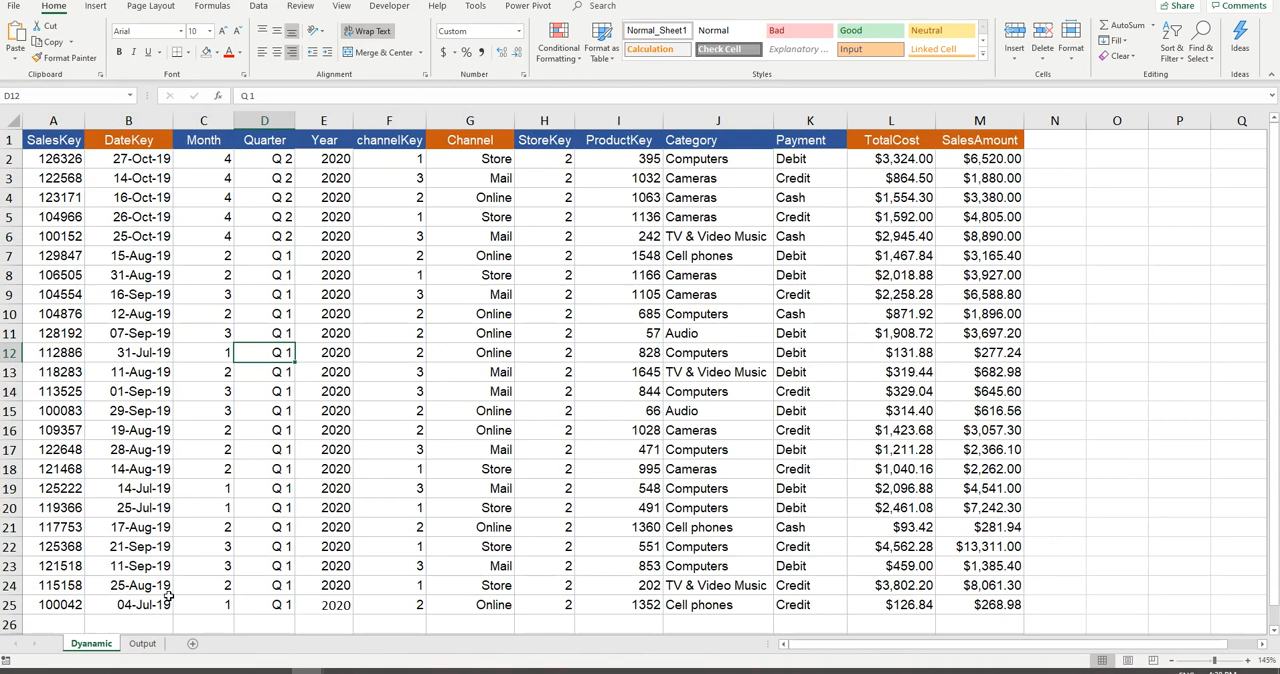 File Home Insert Page Layout Formulas Data Review View Developer Help Tools Power Pivot Search Share Comments
Paste Cut Copy Format Painter Clipboard
Arial 10 A A B I U A Font
Wrap Text Merge & Center Alignment
Custom $ % Number
Conditional Formatting Format as Table Normal_Sheet1 Normal Bad Good Neutral
Calculation Check Cell Explanatory ... Input Linked Cell Styles
Insert Delete Format Cells
AutoSum Fill Clear Sort & Filter Find & Select Editing Ideas Ideas
D12 fx Q 1
A B C D E F G H I J K L M N O P Q
1 SalesKey DateKey Month Quarter Year channelKey Channel StoreKey ProductKey Category Payment TotalCost SalesAmount
2 126326 27-Oct-19 4 Q 2 2020 1 Store 2 395 Computers Debit $3,324.00 $6,520.00
3 122568 14-Oct-19 4 Q 2 2020 3 Mail 2 1032 Cameras Credit $864.50 $1,880.00
4 123171 16-Oct-19 4 Q 2 2020 2 Online 2 1063 Cameras Cash $1,554.30 $3,380.00
5 104966 26-Oct-19 4 Q 2 2020 1 Store 2 1136 Cameras Credit $1,592.00 $4,805.00
6 100152 25-Oct-19 4 Q 2 2020 3 Mail 2 242 TV & Video Music Cash $2,945.40 $8,890.00
7 129847 15-Aug-19 2 Q 1 2020 2 Online 2 1548 Cell phones Debit $1,467.84 $3,165.40
8 106505 31-Aug-19 2 Q 1 2020 1 Store 2 1166 Cameras Debit $2,018.88 $3,927.00
9 104554 16-Sep-19 3 Q 1 2020 3 Mail 2 1105 Cameras Credit $2,258.28 $6,588.80
10 104876 12-Aug-19 2 Q 1 2020 2 Online 2 685 Computers Cash $871.92 $1,896.00
11 128192 07-Sep-19 3 Q 1 2020 2 Online 2 57 Audio Debit $1,908.72 $3,697.20
12 112886 31-Jul-19 1 Q 1 2020 2 Online 2 828 Computers Debit $131.88 $277.24
13 118283 11-Aug-19 2 Q 1 2020 2 Online 2 1645 TV & Video Music Debit $319.44 $682.98
14 113525 01-Sep-19 3 Q 1 2020 3 Mail 2 844 Computers Credit $329.04 $645.60
15 100083 29-Sep-19 3 Q 1 2020 2 Online 2 66 Audio Debit $314.40 $616.56
16 109357 19-Aug-19 2 Q 1 2020 2 Online 2 1028 Cameras Debit $1,423.68 $3,057.30
17 122648 28-Aug-19 2 Q 1 2020 3 Mail 2 471 Computers Debit $1,211.28 $2,366.10
18 121468 14-Aug-19 2 Q 1 2020 1 Store 2 995 Cameras Credit $1,040.16 $2,262.00
19 125222 14-Jul-19 1 Q 1 2020 3 Mail 2 548 Computers Debit $2,096.88 $4,541.00
20 119366 25-Jul-19 1 Q 1 2020 1 Store 2 491 Computers Debit $2,461.08 $7,242.30
21 117753 17-Aug-19 2 Q 1 2020 2 Online 2 1360 Cell phones Cash $93.42 $281.94
22 125368 21-Sep-19 3 Q 1 2020 1 Store 2 551 Computers Credit $4,562.28 $13,311.00
23 121518 11-Sep-19 3 Q 1 2020 3 Mail 2 853 Computers Debit $459.00 $1,385.40
24 115158 25-Aug-19 2 Q 1 2020 1 Store 2 202 TV & Video Music Credit $3,802.20 $8,061.30
25 100042 04-Jul-19 1 Q 1 2020 2 Online 2 1352 Cell phones Credit $126.84 $268.98
26
Dyanamic Output
145%